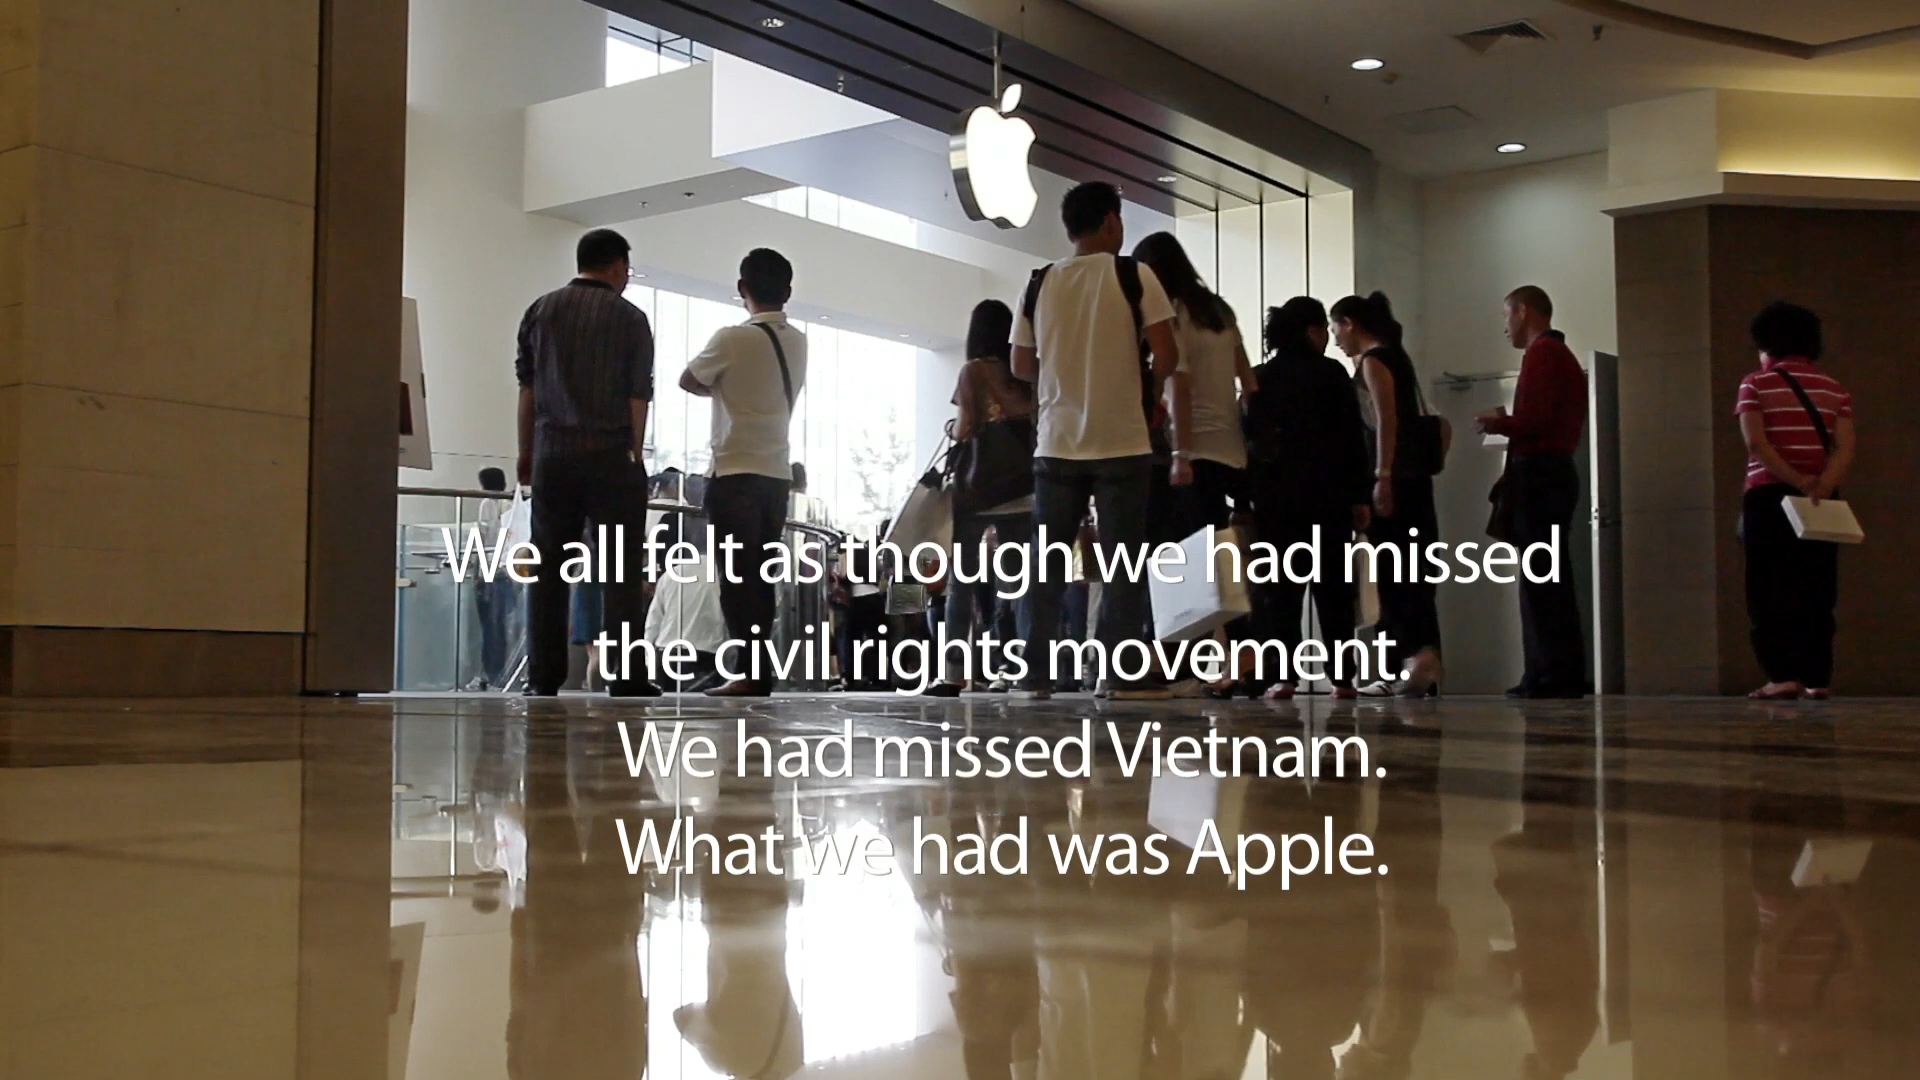 We all felt as though we had missed
the civil rights movement.
We had missed Vietnam.
What we had was Apple.